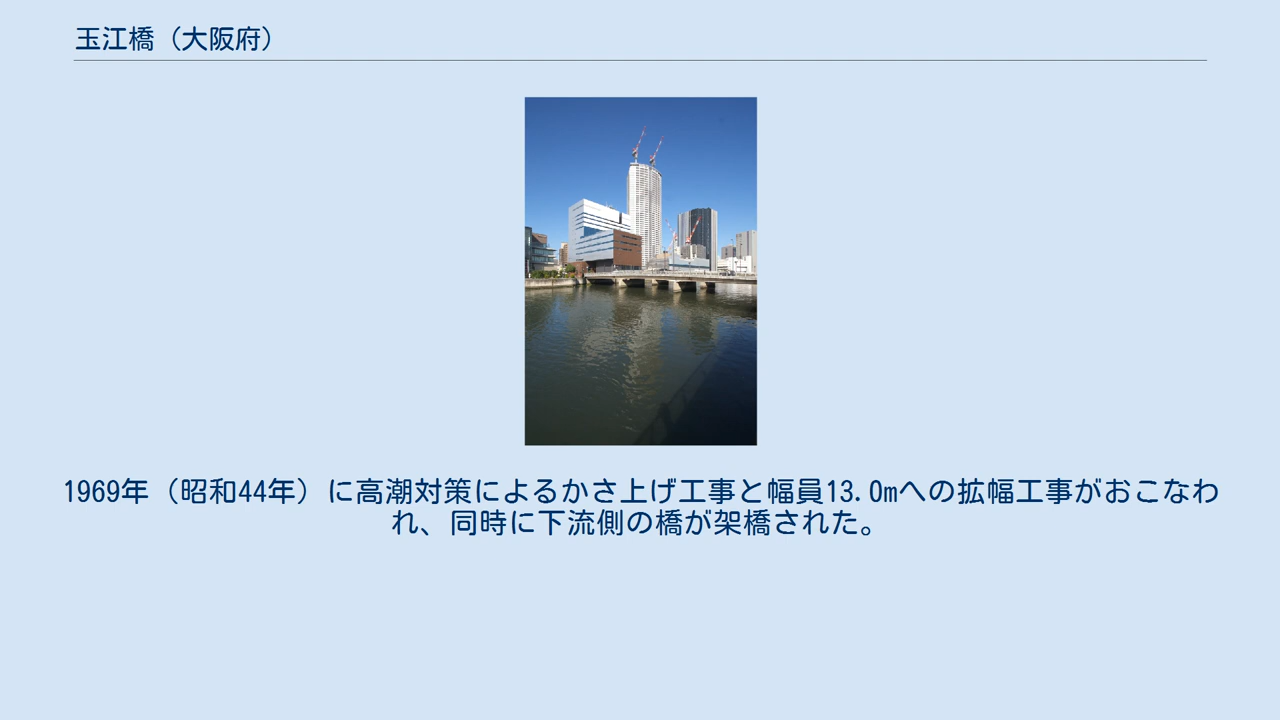 玉江橋（大阪府）
1969年（昭和44年）に高潮対策によるかさ上げ工事と幅員13.0mへの拡幅工事がおこなわ
れ、同時に下流側の橋が架橋された。